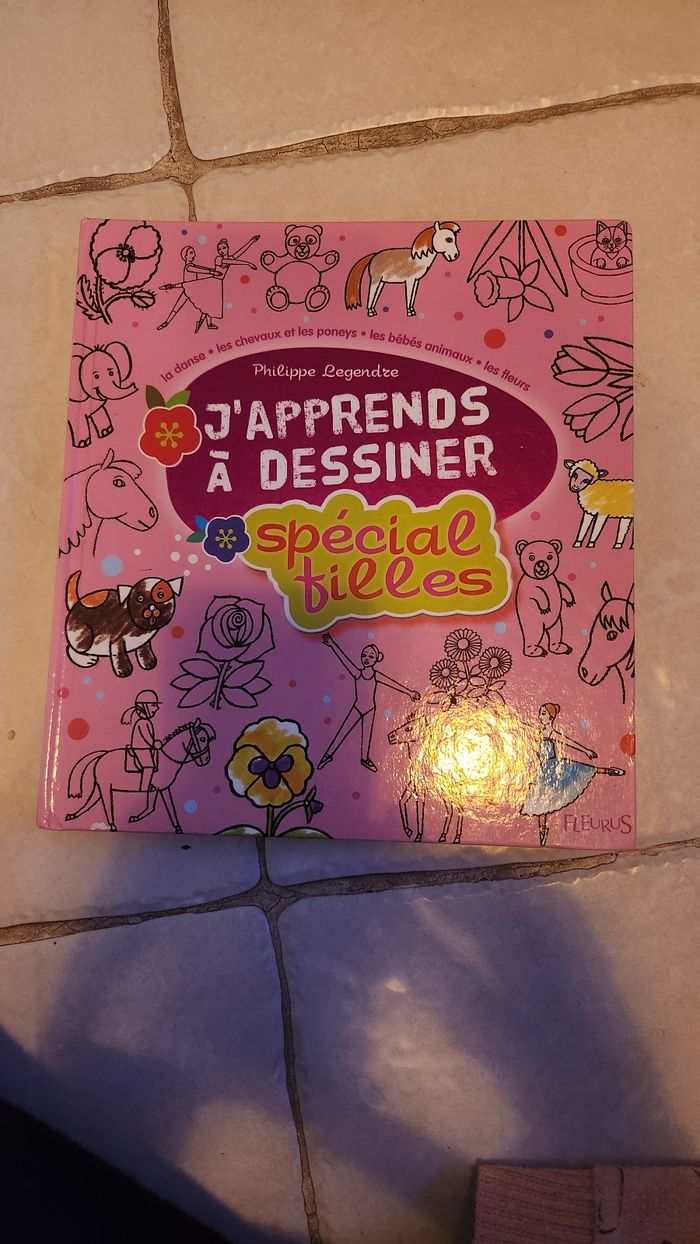 la danse • les chevaux et les poneys • les bébés animaux • les fleurs
Philippe Legendre
J'APPRENDS
À DESSINER
spécial
filles
FLEURUS